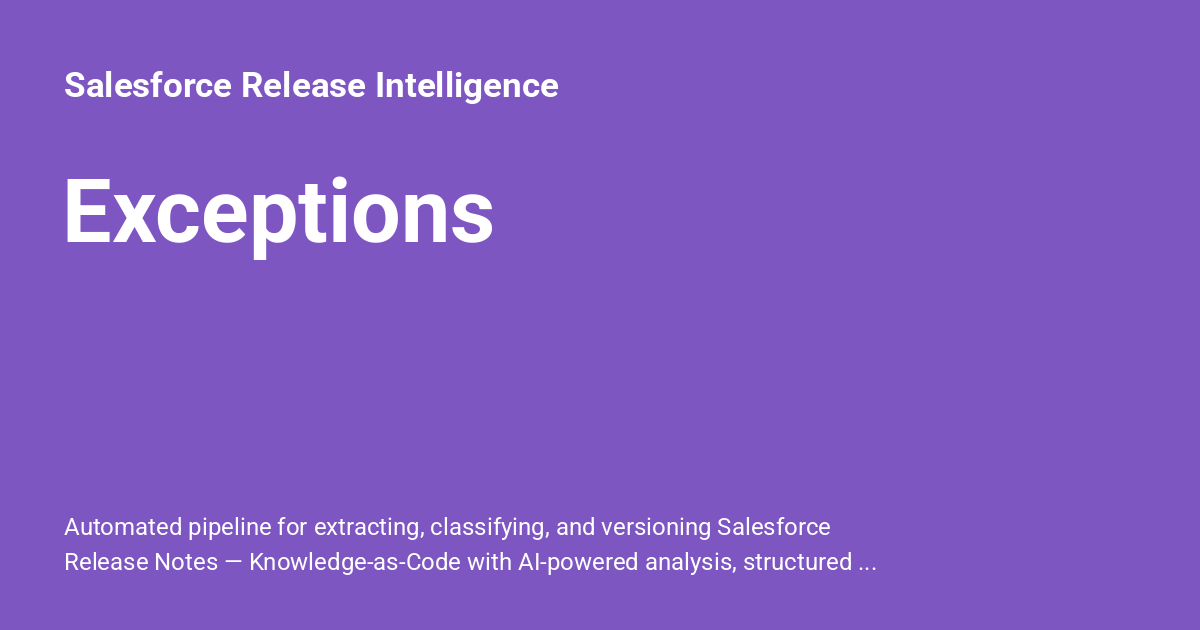 Salesforce Release Intelligence
Exceptions
Automated pipeline for extracting, classifying, and versioning Salesforce
Release Notes — Knowledge-as-Code with AI-powered analysis, structured ...